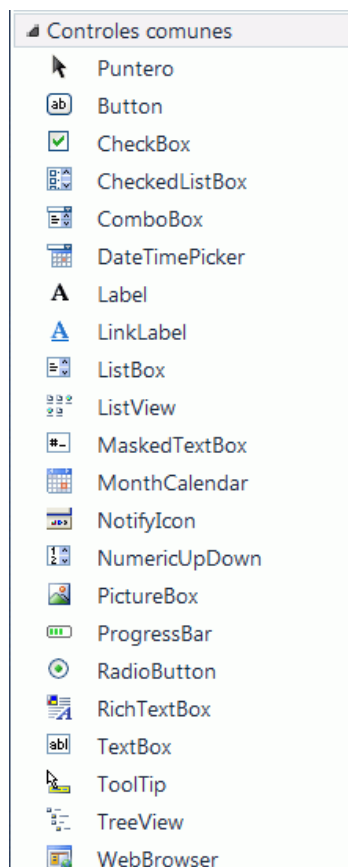 Controles comunes
Puntero
Button
CheckBox
CheckedListBox
ComboBox
DateTimePicker
Label
LinkLabel
ListBox
ListView
MaskedTextBox
MonthCalendar
NotifyIcon
NumericUpDown
PictureBox
ProgressBar
RadioButton
RichTextBox
TextBox
ToolTip
TreeView
WebBrowser